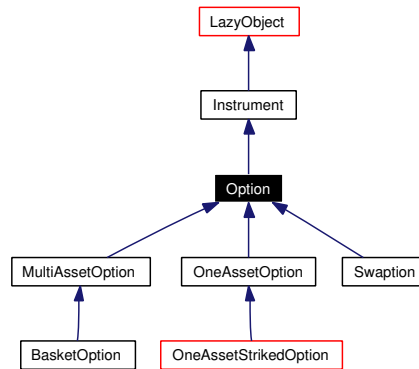 LazyObject
Instrument
Option
MultiAssetOption
OneAssetOption
Swaption
BasketOption
OneAssetStrikedOption